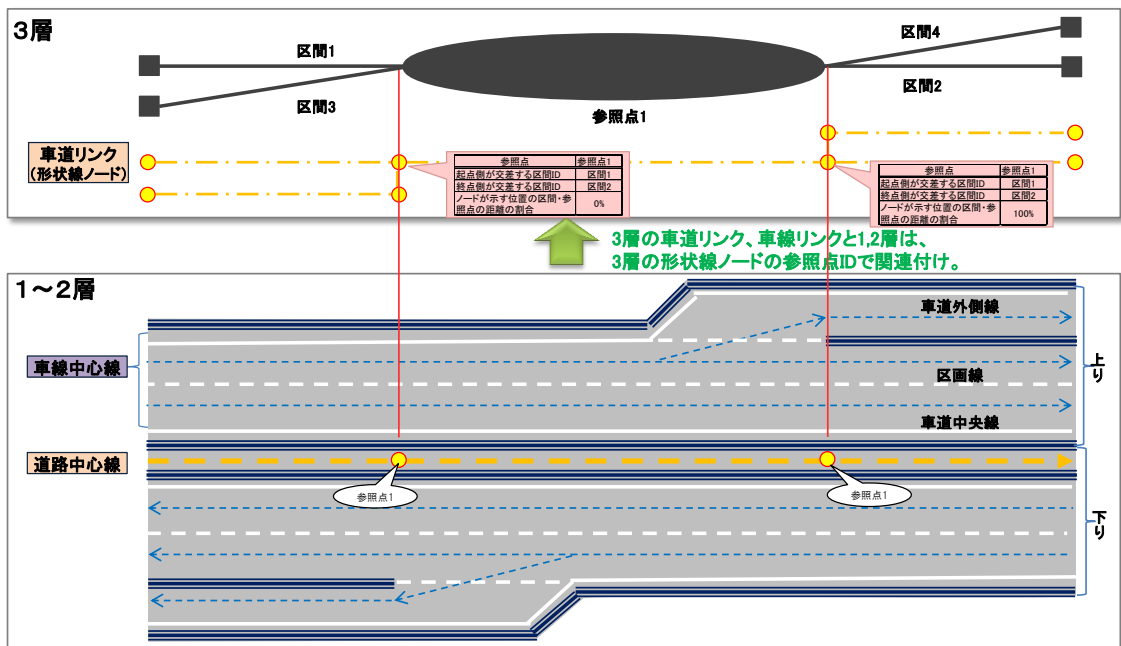 3層
区間1
区間3
区間4
区間2
参照点1
車道リンク
(形状線ノード)
参照点 参照点1
起点側が交差する区間ID 区間1
終点側が交差する区間ID 区間2
ノードが示す位置の区間・参
照点の距離の割合 0%
参照点 参照点1
起点側が交差する区間ID 区間1
終点側が交差する区間ID 区間2
ノードが示す位置の区間・参
照点の距離の割合 100%
3層の車道リンク、車線リンクと1,2層は、
3層の形状線ノードの参照点IDで関連付け。
1~2層
車道外側線
車線中心線
区画線
上り
車道中央線
道路中心線
参照点1
参照点1
下り